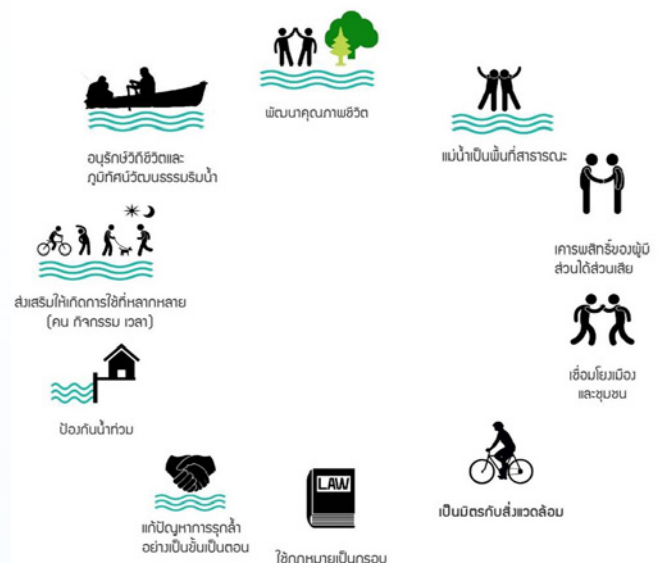 พัฒนาคุณภาพชีวิต
แม่น้ำเป็นพื้นที่สาธารณะ
เคารพสิทธิ์ของผู้มี
ส่วนได้ส่วนเสีย
เชื่อมโยงเมือง
และชุมชน
เป็นมิตรกับสิ่งแวดล้อม
LAW
ใช้กฎหมายเป็นกรอบ
แก้ปัญหาการรุกล้ำ
อย่างเป็นขั้นเป็นตอน
ป้องกันน้ำท่วม
ส่งเสริมให้เกิดการใช้ที่หลากหลาย
(คน กิจกรรม เวลา)
อนุรักษ์วิถีชีวิตและ
ภูมิทัศน์วัฒนธรรมริมน้ำ